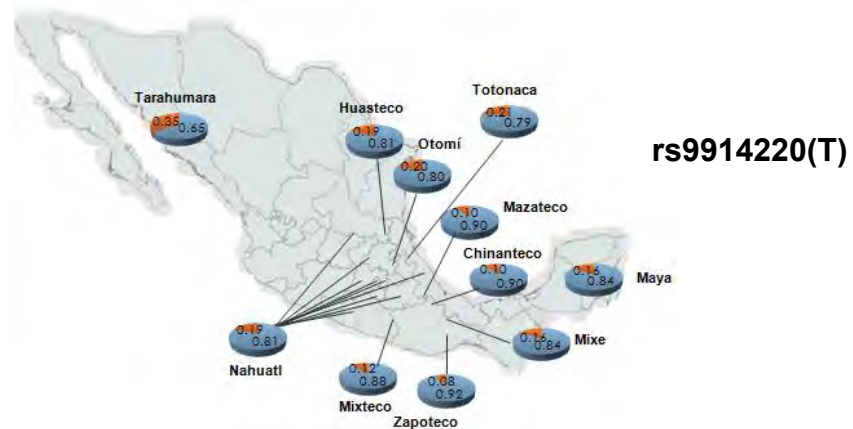 Totonaca
Tarahumara
Huasteco
0.21
0.79
0.35
0.65
0.19
0.81
Otomí
rs9914220(T)
0.20
0.80
Mazateco
0.10
0.90
Chinanteco
0.10
0.90
0.16
0.84
Maya
0.19
0.81
0.16
0.84
Mixe
Nahuatl
0.12
0.88
0.08
0.92
Mixteco
Zapoteco